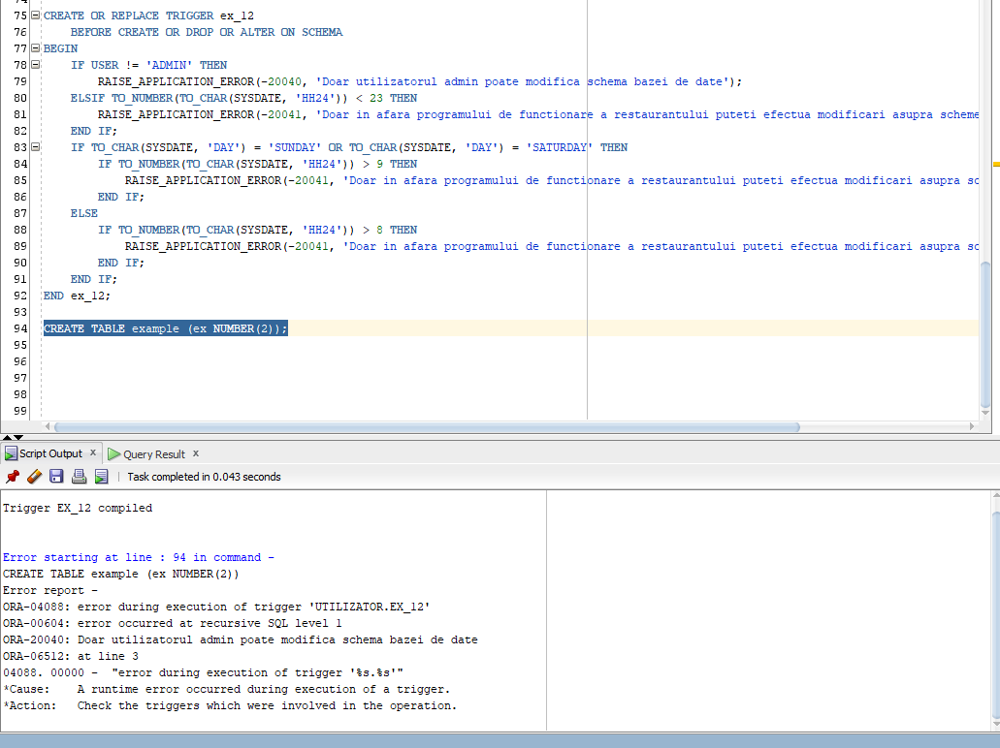 74
75 CREATE OR REPLACE TRIGGER ex_12
76 BEFORE CREATE OR DROP OR ALTER ON SCHEMA
77 BEGIN
78 IF USER != 'ADMIN' THEN
79 RAISE_APPLICATION_ERROR(-20040, 'Doar utilizatorul admin poate modifica schema bazei de date');
80 ELSIF TO_NUMBER(TO_CHAR(SYSDATE, 'HH24')) < 23 THEN
81 RAISE_APPLICATION_ERROR(-20041, 'Doar in afara programului de functionare a restaurantului puteti efectua modificari asupra scheme
82 END IF;
83 IF TO_CHAR(SYSDATE, 'DAY') = 'SUNDAY' OR TO_CHAR(SYSDATE, 'DAY') = 'SATURDAY' THEN
84 IF TO_NUMBER(TO_CHAR(SYSDATE, 'HH24')) > 9 THEN
85 RAISE_APPLICATION_ERROR(-20041, 'Doar in afara programului de functionare a restaurantului puteti efectua modificari asupra sc
86 END IF;
87 ELSE
88 IF TO_NUMBER(TO_CHAR(SYSDATE, 'HH24')) > 8 THEN
89 RAISE_APPLICATION_ERROR(-20041, 'Doar in afara programului de functionare a restaurantului puteti efectua modificari asupra sc
90 END IF;
91 END IF;
92 END ex_12;
93
94 CREATE TABLE example (ex NUMBER(2));
95
96
97
98
99
Script Output x Query Result x
Task completed in 0.043 seconds
Trigger EX_12 compiled
Error starting at line : 94 in command -
CREATE TABLE example (ex NUMBER(2))
Error report -
ORA-04088: error during execution of trigger 'UTILIZATOR.EX_12'
ORA-00604: error occurred at recursive SQL level 1
ORA-20040: Doar utilizatorul admin poate modifica schema bazei de date
ORA-06512: at line 3
04088. 00000 - "error during execution of trigger '%s.%s'"
*Cause: A runtime error occurred during execution of a trigger.
*Action: Check the triggers which were involved in the operation.